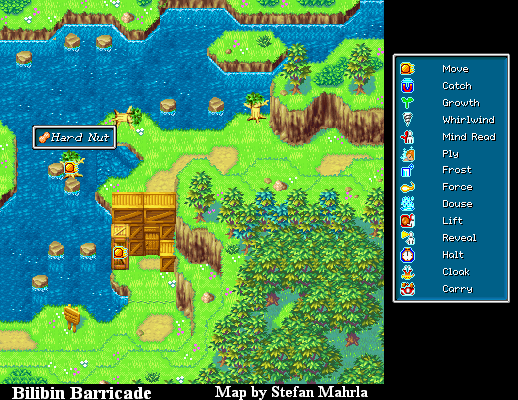 Hard Nut
Move
Catch
Growth
Whirlwind
Mind Read
Ply
Frost
Force
Douse
Lift
Reveal
Halt
Cloak
Carry
Bilibin Barricade
Map by Stefan Mahrla